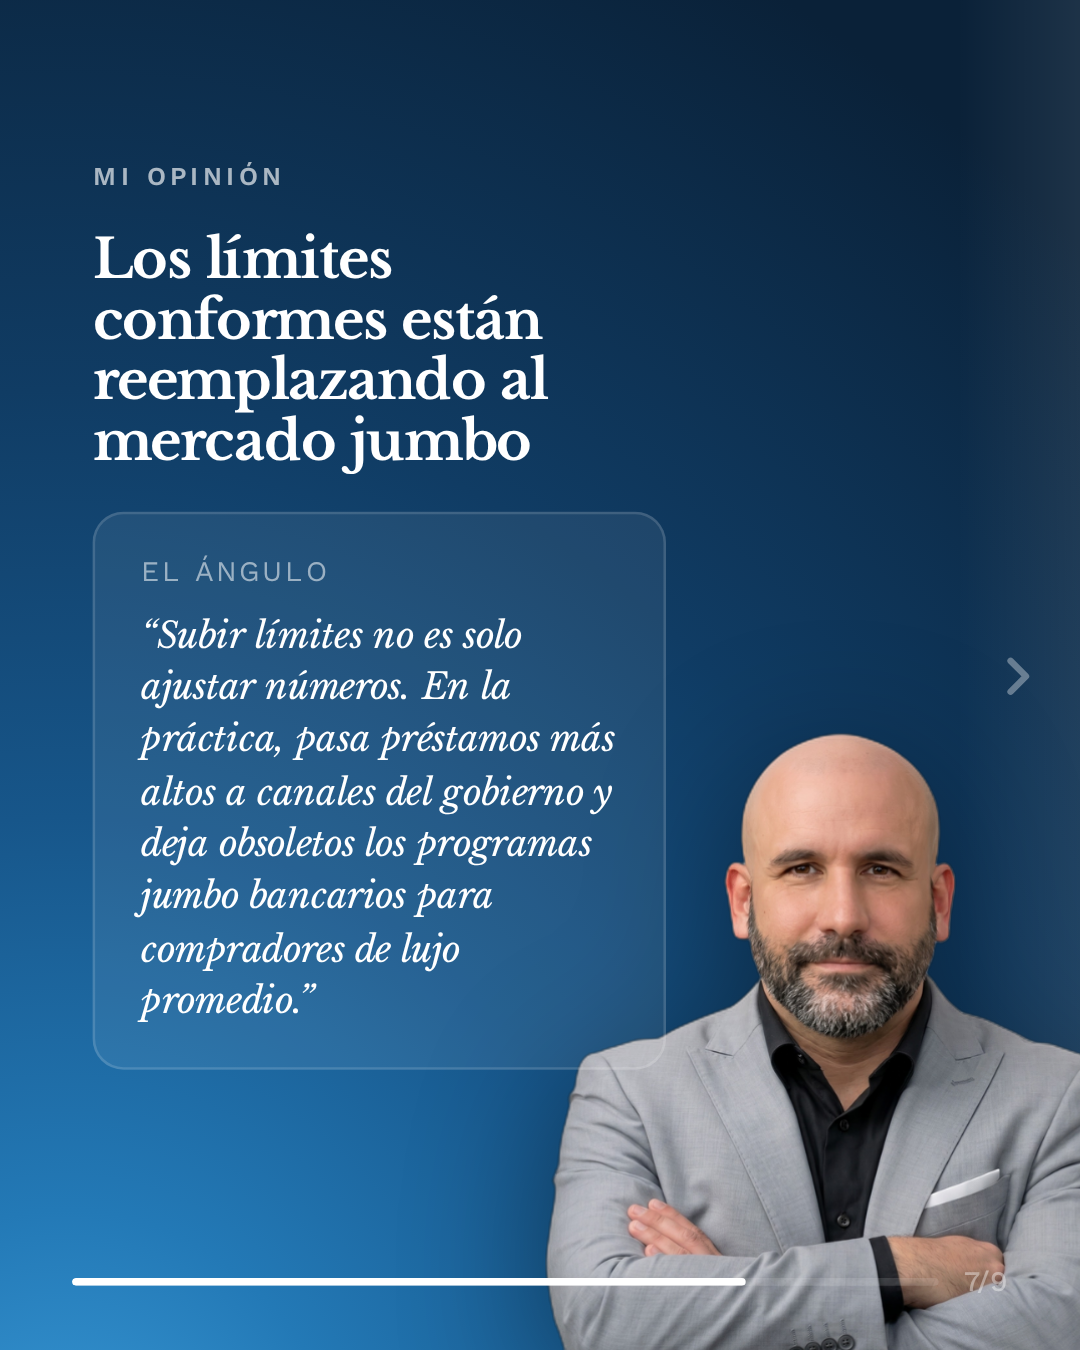 MI OPINIÓN
Los límites
conformes están
reemplazando al
mercado jumbo
EL ÁNGULO
“Subir límites no es solo
ajustar números. En la
práctica, pasa préstamos más
altos a canales del gobierno y
deja obsoletos los programas
jumbo bancarios para
compradores de lujo
promedio.”
7/9